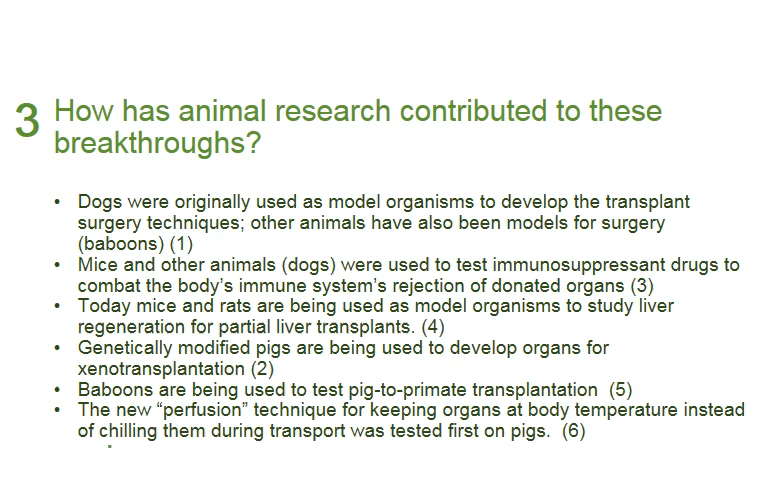 3 How has animal research contributed to these
breakthroughs?
• Dogs were originally used as model organisms to develop the transplant
surgery techniques; other animals have also been models for surgery
(baboons) (1)
• Mice and other animals (dogs) were used to test immunosuppressant drugs to
combat the body’s immune system’s rejection of donated organs (3)
• Today mice and rats are being used as model organisms to study liver
regeneration for partial liver transplants. (4)
• Genetically modified pigs are being used to develop organs for
xenotransplantation (2)
• Baboons are being used to test pig-to-primate transplantation (5)
• The new “perfusion” technique for keeping organs at body temperature instead
of chilling them during transport was tested first on pigs. (6)